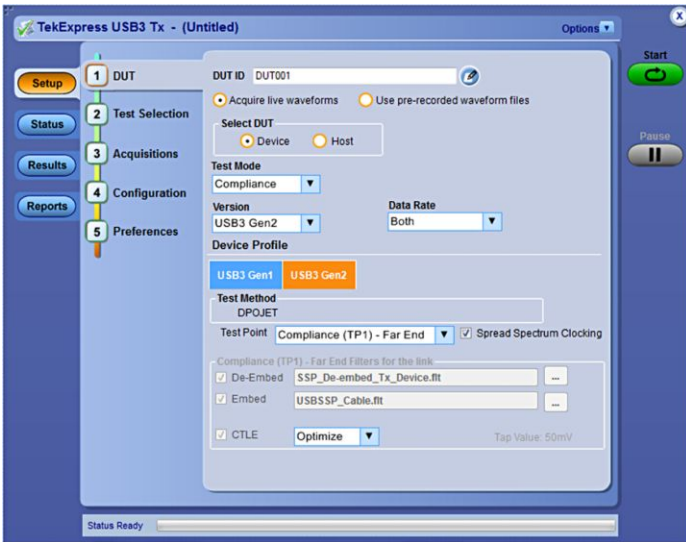 TekExpress USB3 Tx - (Untitled)
Options
x
Start
Setup
1 DUT
DUT ID DUT001
Acquire live waveforms Use pre-recorded waveform files
Status
2 Test Selection
Select DUT
Device Host
Pause
Results
3 Acquisitions
Test Mode
Compliance
Reports
4 Configuration
Version Data Rate
USB3 Gen2 Both
5 Preferences
Device Profile
USB3 Gen1 USB3 Gen2
Test Method
DPOJET
Test Point Compliance (TP1) - Far End Spread Spectrum Clocking
Compliance (TP1) - Far End Filters for the link
De-Embed SSP_De-embed_Tx_Device.flt ...
Embed USBSSP_Cable.flt ...
CTLE Optimize Tap Value: 50mV
Status Ready